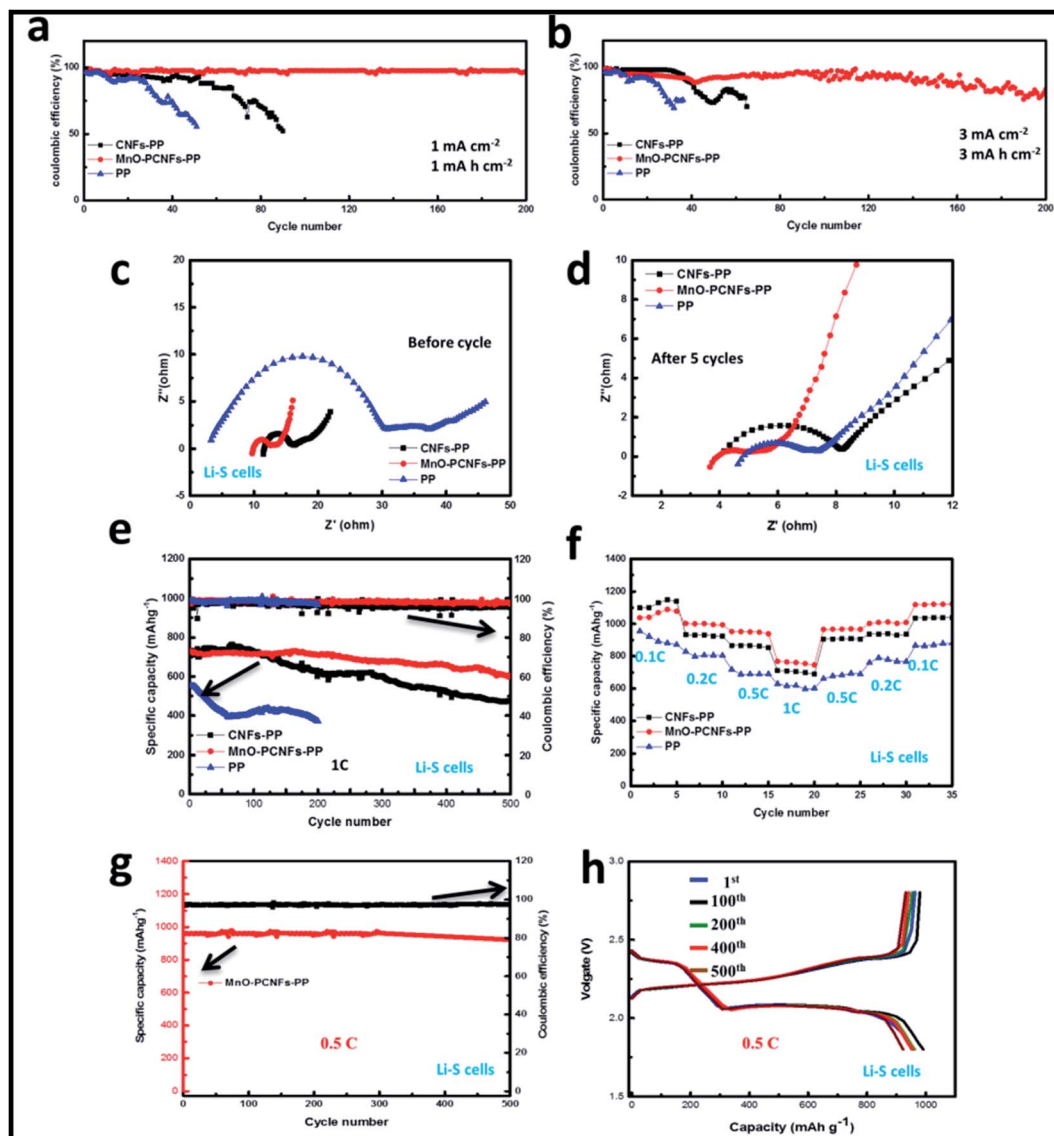 a
coulombic efficiency (%)
100
50
0
CNFs-PP
MnO-PCNFs-PP
PP
1 mA cm-2
1 mA h cm-2
0 40 80 120 160 200
Cycle number
b
coulombic efficiency (%)
100
50
0
CNFs-PP
MnO-PCNFs-PP
PP
3 mA cm-2
3 mA h cm-2
0 40 80 120 160 200
Cycle number
c
Z''(ohm)
20
15
10
5
0
-5
Before cycle
CNFs-PP
MnO-PCNFs-PP
PP
Li-S cells
0 10 20 30 40 50
Z' (ohm)
d
Z''(ohm)
10
8
6
4
2
0
-2
CNFs-PP
MnO-PCNFs-PP
PP
After 5 cycles
Li-S cells
2 4 6 8 10 12
Z' (ohm)
e
Specific capacity (mAhg-1)
1200
1000
800
600
400
200
0
CNFs-PP
MnO-PCNFs-PP
PP
1C
Li-S cells
120
100
80
60
40
20
0
Coulombic efficiency (%)
0 100 200 300 400 500
Cycle number
f
Specific capacity (mAhg-1)
1400
1200
1000
800
600
400
200
0
0.1C
0.2C
0.5C
1C
0.5C
0.2C
0.1C
CNFs-PP
MnO-PCNFs-PP
PP
Li-S cells
0 5 10 15 20 25 30 35
Cycle number
g
Specific capacity (mAhg-1)
1400
1200
1000
800
600
400
200
0
MnO-PCNFs-PP
0.5 C
Li-S cells
120
100
80
60
40
20
0
Coulombic efficiency (%)
0 100 200 300 400 500
Cycle number
h
Volgate (V)
3.0
2.5
2.0
1.5
1st
100th
200th
400th
500th
0.5 C
Li-S cells
0 200 400 600 800 1000
Capacity (mAh g-1)